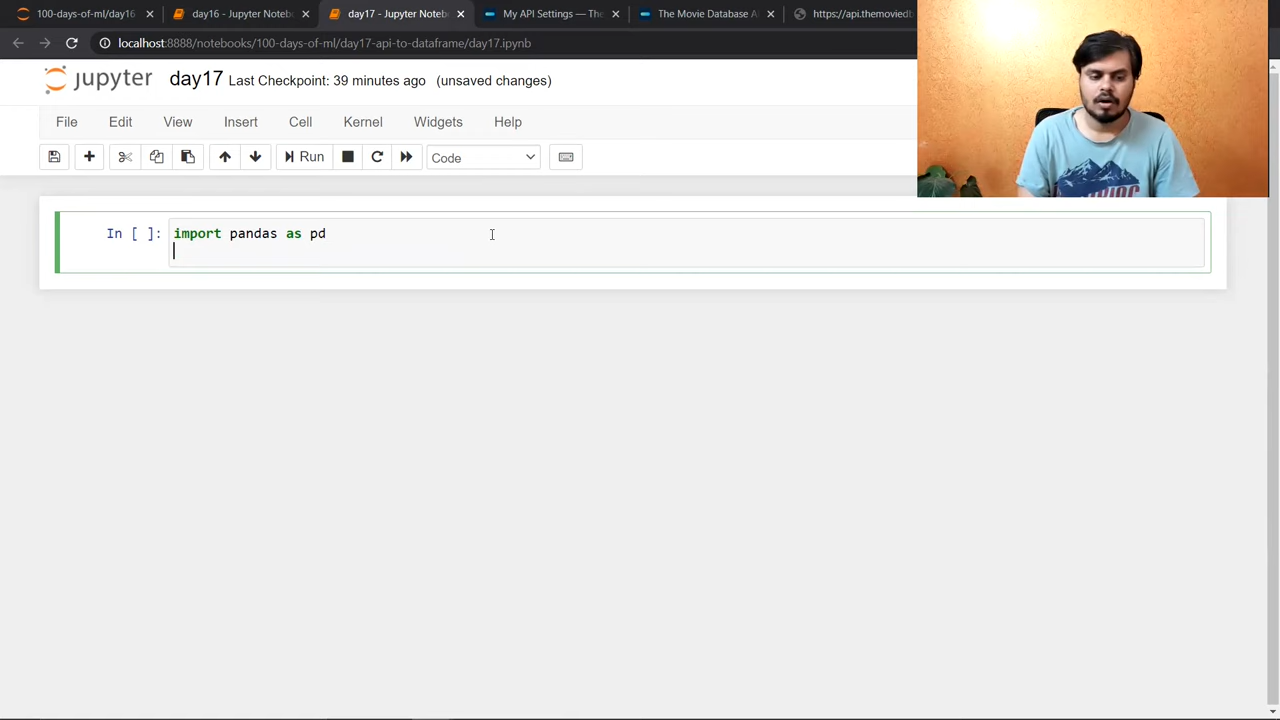 100-days-of-ml/day16
day16 - Jupyter Noteb
day17 - Jupyter Noteb
My API Settings — The
The Movie Database A
https://api.themoviedb
localhost:8888/notebooks/100-days-of-ml/day17-api-to-dataframe/day17.ipynb
jupyter day17 Last Checkpoint: 39 minutes ago (unsaved changes)
File Edit View Insert Cell Kernel Widgets Help
Run Code
In [ ]: import pandas as pd